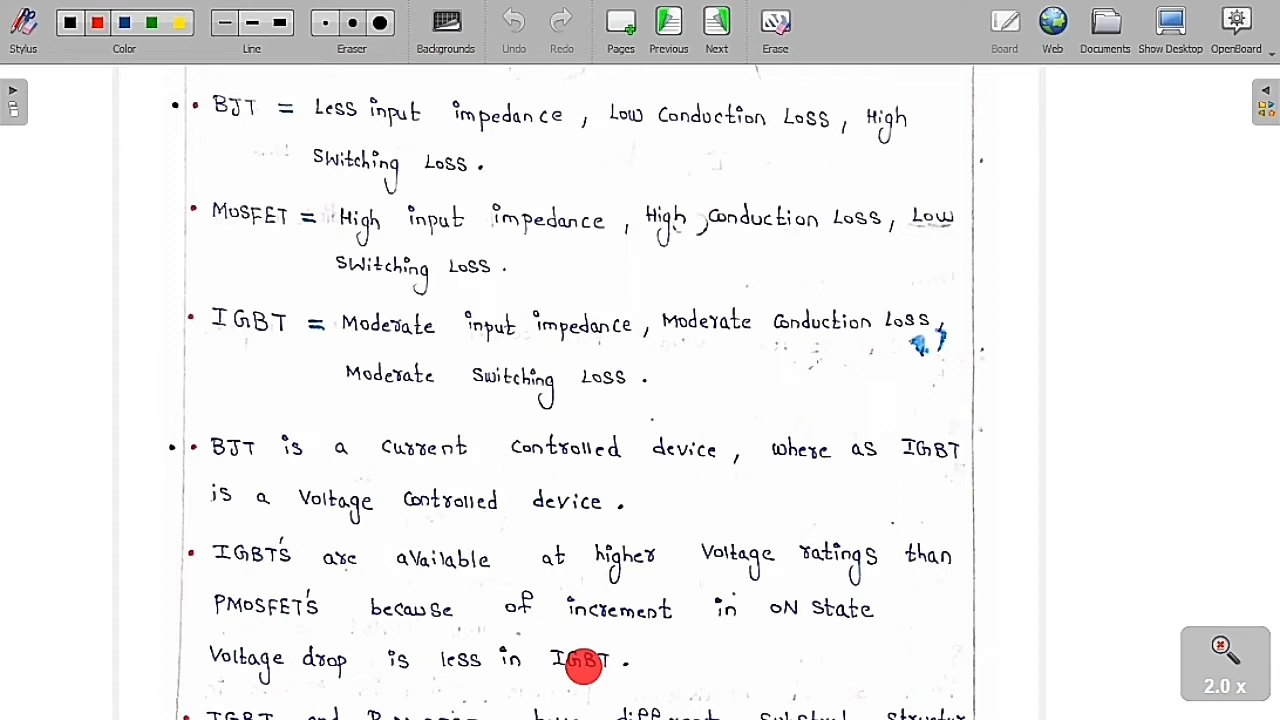 Stylus Color Line Eraser Backgrounds Undo Redo Pages Previous Next Erase Board Web Documents Show Desktop OpenBoard
•• BJT = Less input impedance, Low Conduction Loss, High
Switching Loss.
• MOSFET = High input impedance, High Conduction Loss, Low
Switching Loss.
• IGBT = Moderate input impedance, Moderate Conduction Loss,
Moderate Switching Loss.
•• BJT is a current controlled device, where as IGBT
is a Voltage controlled device.
• IGBT's are available at higher Voltage ratings than
PMOSFET's because of increment in ON state
Voltage drop is less in IGBT.
• IGBT and
2.0 x